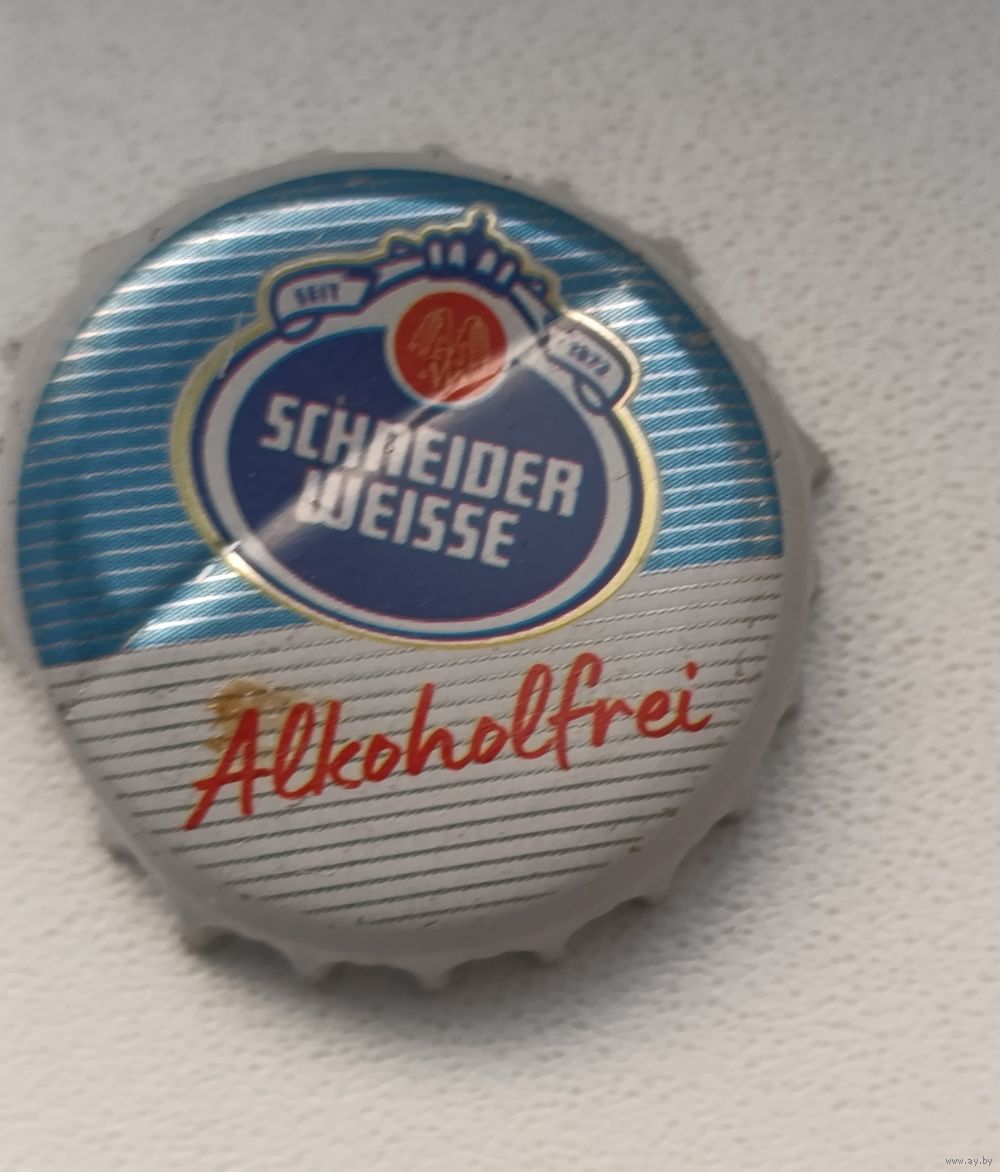 SEIT 1872
SCHNEIDER
WEISSE
Alkoholfrei
www.ay.by